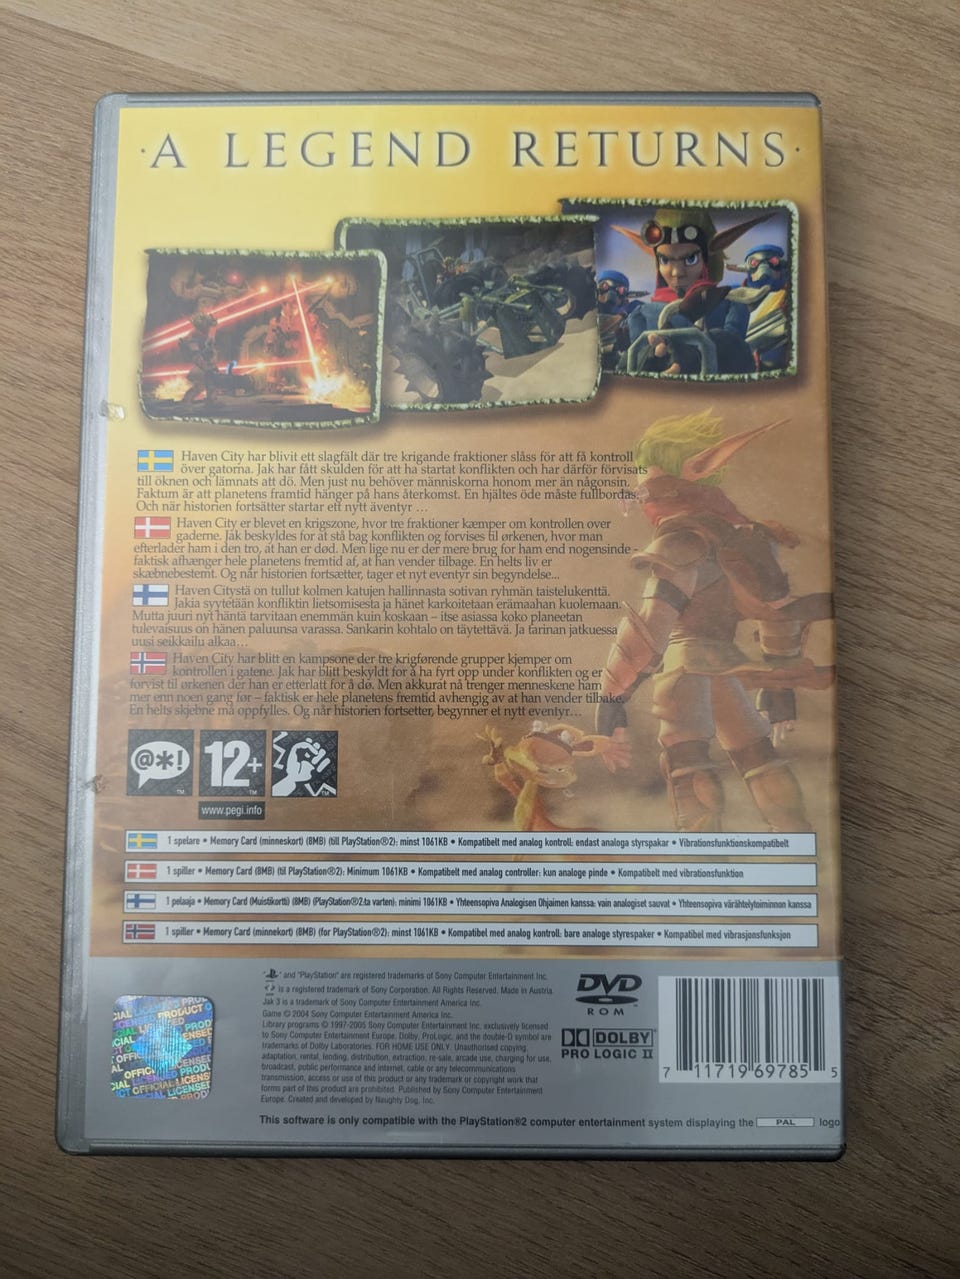 ·A LEGEND RETURNS·
Haven City har blivit ett slagfält där tre krigande fraktioner slåss för att få kontroll
över gatorna. Jak har fått skulden för att ha startat konflikten och har därför förvisats
till öknen och lämnats att dö. Men just nu behöver människorna honom mer än någonsin.
Faktum är att planetens framtid hänger på hans återkomst. En hjältes öde måste fullbordas.
Och när historien fortsätter startar ett nytt äventyr ...
Haven City er blevet en krigszone, hvor tre fraktioner kæmper om kontrollen over
gaderne. Jak beskyldes for at stå bag konflikten og forvises til ørkenen, hvor man
efterlader ham i den tro, at han er død. Men lige nu er der mere brug for ham end nogensinde -
faktisk afhænger hele planetens fremtid af, at han vender tilbage. En helts liv er
skæbnebestemt. Og når historien fortsætter, tager et nyt eventyr sin begyndelse...
Haven Citystä on tullut kolmen katujen hallinnasta sotivan ryhmän taistelukenttä.
Jakia syytetään konfliktin lietsomisesta ja hänet karkoitetaan erämaahan kuolemaan.
Mutta juuri nyt häntä tarvitaan enemmän kuin koskaan – itse asiassa koko planeetan
tulevaisuus on hänen paluunsa varassa. Sankarin kohtalo on täytettävä. Ja tarinan jatkuessa
uusi seikkailu alkaa...
Haven City har blitt en kampsone der tre krigførende grupper kjemper om
kontrollen i gatene. Jak har blitt beskyldt for å ha fyrt opp under konflikten og er
forvist til ørkenen der han er etterlatt for å dø. Men akkurat nå trenger menneskene ham
mer enn noen gang før – faktisk er hele planetens fremtid avhengig av at han vender tilbake.
En helts skjebne må oppfylles. Og når historien fortsetter, begynner et nytt eventyr...
@*!
12+
www.pegi.info
1 spelare • Memory Card (minneskort) (8MB) (till PlayStation®2): minst 1061KB • Kompatibelt med analog kontroll: endast analoga styrspakar • Vibrationsfunktionskompatibelt
1 spiller • Memory Card (8MB) (til PlayStation®2): Minimum 1061KB • Kompatibelt med analog controller: kun analoge pinde • Kompatibelt med vibrationsfunktion
1 pelaaja • Memory Card (Muistikortti) (8MB) (PlayStation®2:ta varten): minimi 1061KB • Yhteensopiva Analogisen Ohjaimen kanssa: vain analogiset sauvat • Yhteensopiva värähtelytoiminnon kanssa
1 spiller • Memory Card (minnekort) (8MB) (for PlayStation®2): minst 1061KB • Kompatibel med analog kontroll: bare analoge styrespaker • Kompatibel med vibrasjonsfunksjon
and "PlayStation" are registered trademarks of Sony Computer Entertainment Inc.
is a registered trademark of Sony Corporation. All Rights Reserved. Made in Austria.
Jak 3 is a trademark of Sony Computer Entertainment America Inc.
Game © 2004 Sony Computer Entertainment America Inc.
Library programs © 1997-2005 Sony Computer Entertainment Inc. exclusively licensed
to Sony Computer Entertainment Europe. Dolby, ProLogic, and the double-D symbol are
trademarks of Dolby Laboratories. FOR HOME USE ONLY. Unauthorised copying,
adaptation, rental, lending, distribution, extraction, re-sale, arcade use, charging for use,
broadcast, public performance and internet, cable or any telecommunications
transmission, access or use of this product or any trademark or copyright work that
forms part of this product are prohibited. Published by Sony Computer Entertainment
Europe. Created and developed by Naughty Dog, Inc.
This software is only compatible with the PlayStation®2 computer entertainment system displaying the PAL logo
DVD
ROM
DOLBY
PRO LOGIC II
7 11719 69785 5
OFFICIAL LICENSED PRODUCT